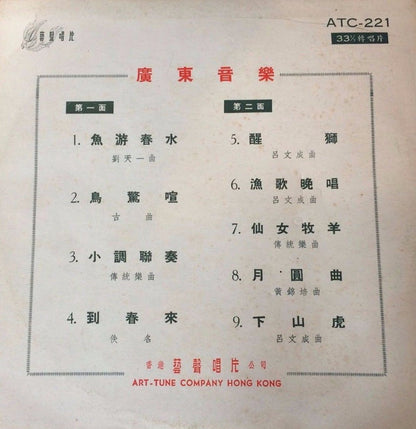 藝聲唱片
ATC-221
33⅓轉唱片
廣東音樂
第一面
1. 魚游春水
劉天一曲
2. 鳥驚喧
古曲
3. 小調聯奏
傳統樂曲
4. 到春來
佚名
第二面
5. 醒獅
呂文成曲
6. 漁歌晚唱
呂文成曲
7. 仙女牧羊
傳統樂曲
8. 月圓曲
黃錦培曲
9. 下山虎
呂文成曲
香港藝聲唱片公司
ART-TUNE COMPANY HONG KONG